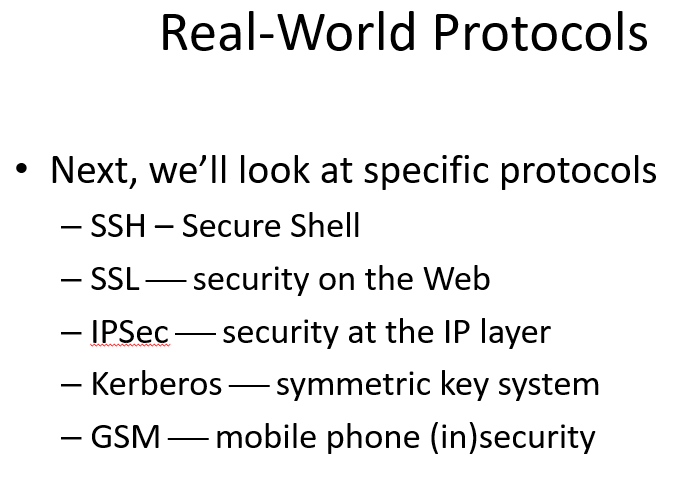 Real-World Protocols
• Next, we’ll look at specific protocols
– SSH – Secure Shell
– SSL — security on the Web
– IPSec — security at the IP layer
– Kerberos — symmetric key system
– GSM — mobile phone (in)security